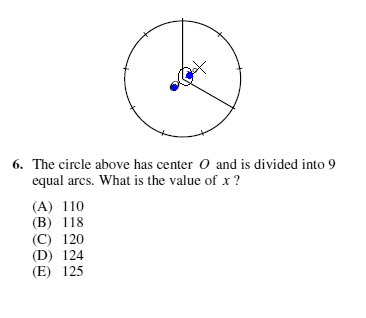 O
x
6. The circle above has center O and is divided into 9
equal arcs. What is the value of x ?
(A) 110
(B) 118
(C) 120
(D) 124
(E) 125